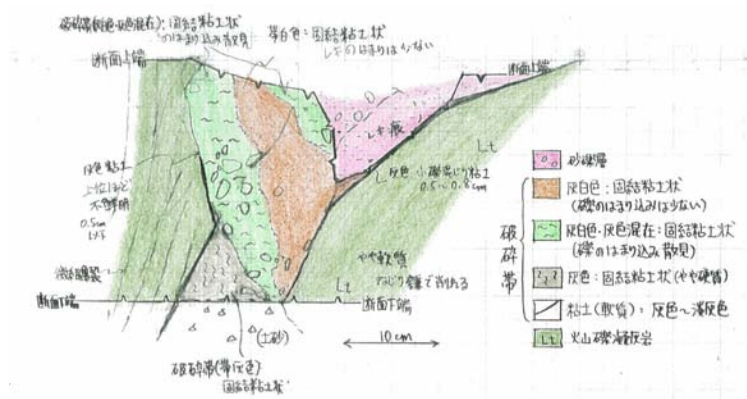 破砕帯(灰白色・灰色混在): 固結粘土状
のはまり込み散見
帯白色: 固結粘土状
レキのはまりは少ない
断面上端
断面上端
レキ痕
Lt
灰色 小礫混じり粘土
0.5~0.8cm
灰色粘土
上位ほど
不鮮明
0.5cm
以下
やや軟質
ねじり鎌で削れる
Lt
断面下端
断面下端
(土砂)
10cm
破砕帯(帯灰色)
固結粘土状
砂礫層
破砕帯
灰白色: 固結粘土状
(礫のはまり込みは少ない)
灰白色・灰色混在: 固結粘土状
(礫のはまり込み散見)
灰色: 固結粘土状(やや硬質)
粘土(軟質): 灰色~淡灰色
Lt 火山礫凝灰岩